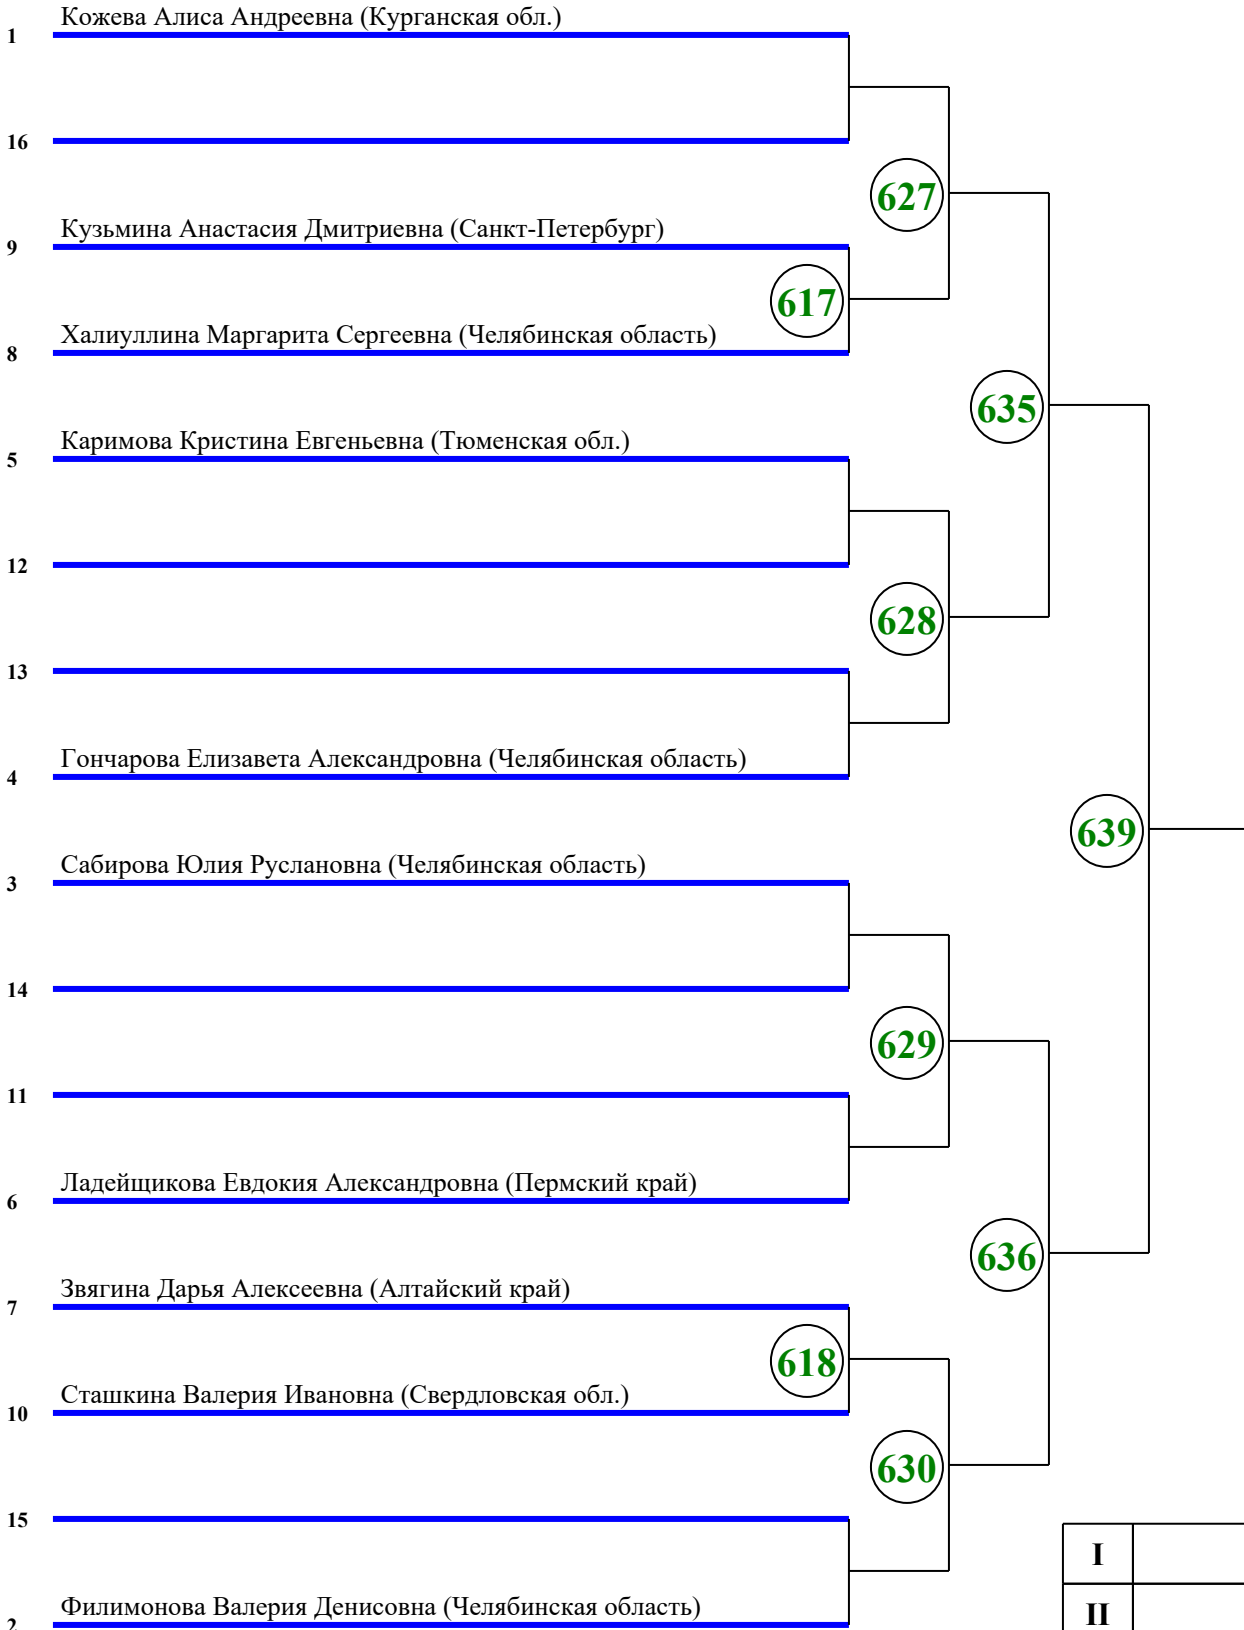 Кожева Алиса Андреевна (Курганская обл.)
1
16
627
Кузьмина Анастасия Дмитриевна (Санкт-Петербург)
9
617
Халиуллина Маргарита Сергеевна (Челябинская область)
8
635
Каримова Кристина Евгеньевна (Тюменская обл.)
5
12
628
13
Гончарова Елизавета Александровна (Челябинская область)
4
639
Сабирова Юлия Руслановна (Челябинская область)
3
14
629
11
Ладейщикова Евдокия Александровна (Пермский край)
6
636
Звягина Дарья Алексеевна (Алтайский край)
7
618
Сташкина Валерия Ивановна (Свердловская обл.)
10
630
15
I
Филимонова Валерия Денисовна (Челябинская область)
II
2